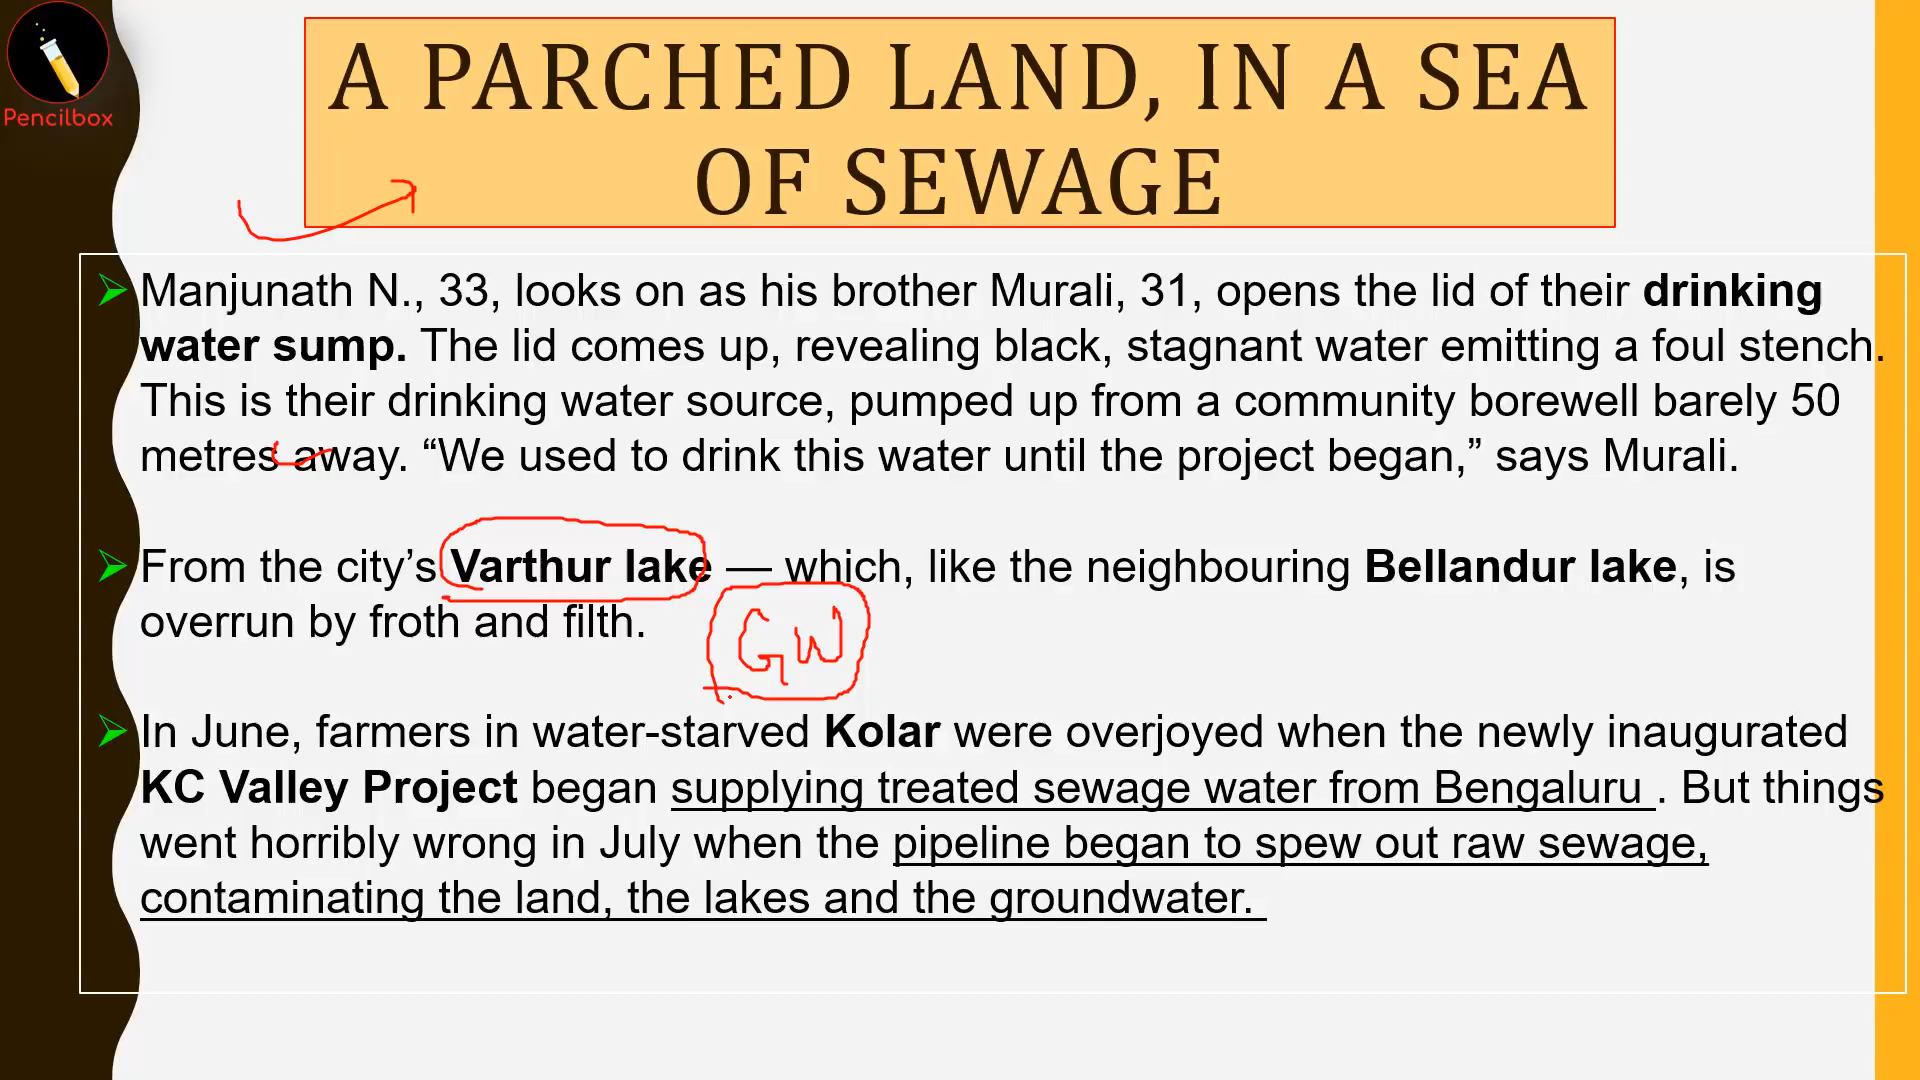 Pencilbox
A PARCHED LAND, IN A SEA
OF SEWAGE
Manjunath N., 33, looks on as his brother Murali, 31, opens the lid of their drinking
water sump. The lid comes up, revealing black, stagnant water emitting a foul stench.
This is their drinking water source, pumped up from a community borewell barely 50
metres away. “We used to drink this water until the project began,” says Murali.
From the city’s Varthur lake — which, like the neighbouring Bellandur lake, is
overrun by froth and filth.
GW
In June, farmers in water-starved Kolar were overjoyed when the newly inaugurated
KC Valley Project began supplying treated sewage water from Bengaluru . But things
went horribly wrong in July when the pipeline began to spew out raw sewage,
contaminating the land, the lakes and the groundwater.